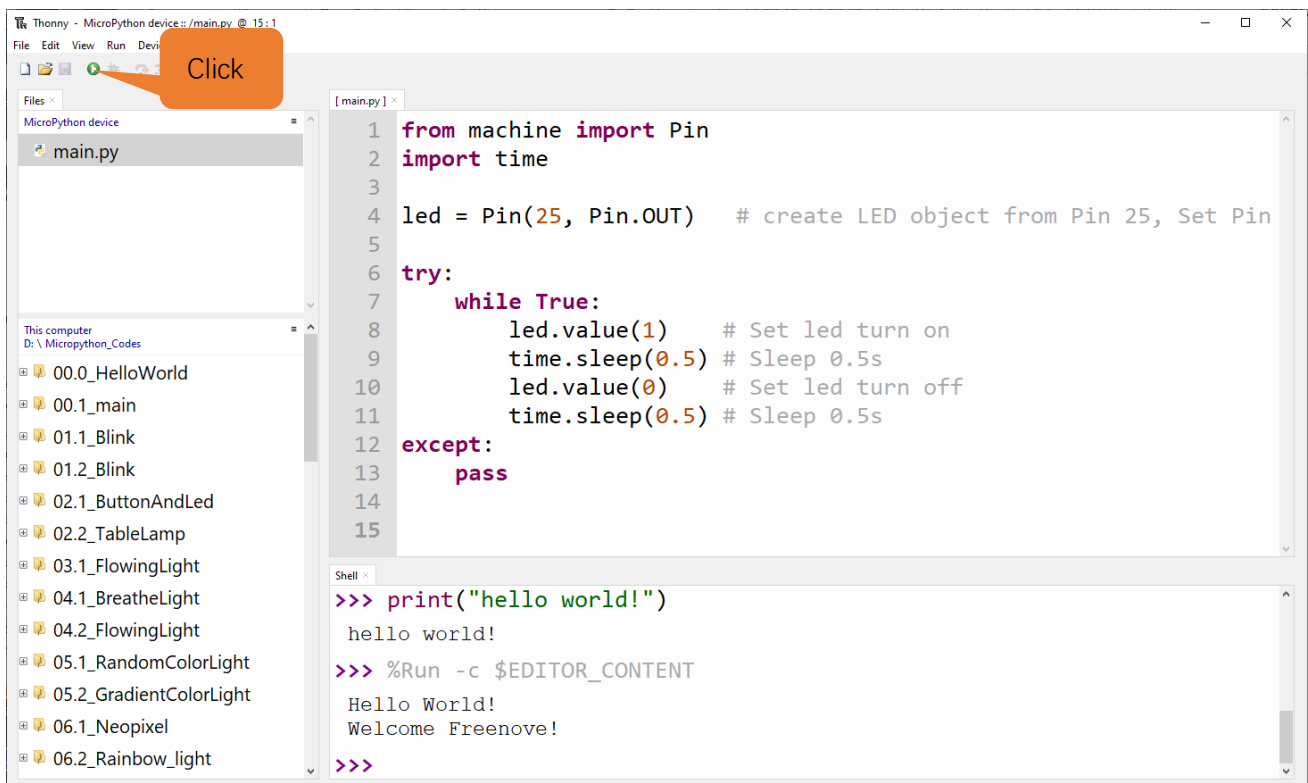 Thonny - MicroPython device :: /main.py @ 15 : 1
File Edit View Run
Click
Files ×
MicroPython device
main.py
This computer
D: \ Micropython_Codes
00.0_HelloWorld
00.1_main
01.1_Blink
01.2_Blink
02.1_ButtonAndLed
02.2_TableLamp
03.1_FlowingLight
04.1_BreatheLight
04.2_FlowingLight
05.1_RandomColorLight
05.2_GradientColorLight
06.1_Neopixel
06.2_Rainbow_light
[ main.py ] ×
1 from machine import Pin
2 import time
3
4 led = Pin(25, Pin.OUT)   # create LED object from Pin 25, Set Pin
5
6 try:
7     while True:
8         led.value(1)    # Set led turn on
9         time.sleep(0.5) # Sleep 0.5s
10         led.value(0)    # Set led turn off
11         time.sleep(0.5) # Sleep 0.5s
12 except:
13     pass
14
15
Shell ×
>>> print("hello world!")
hello world!
>>> %Run -c $EDITOR_CONTENT
Hello World!
Welcome Freenove!
>>>